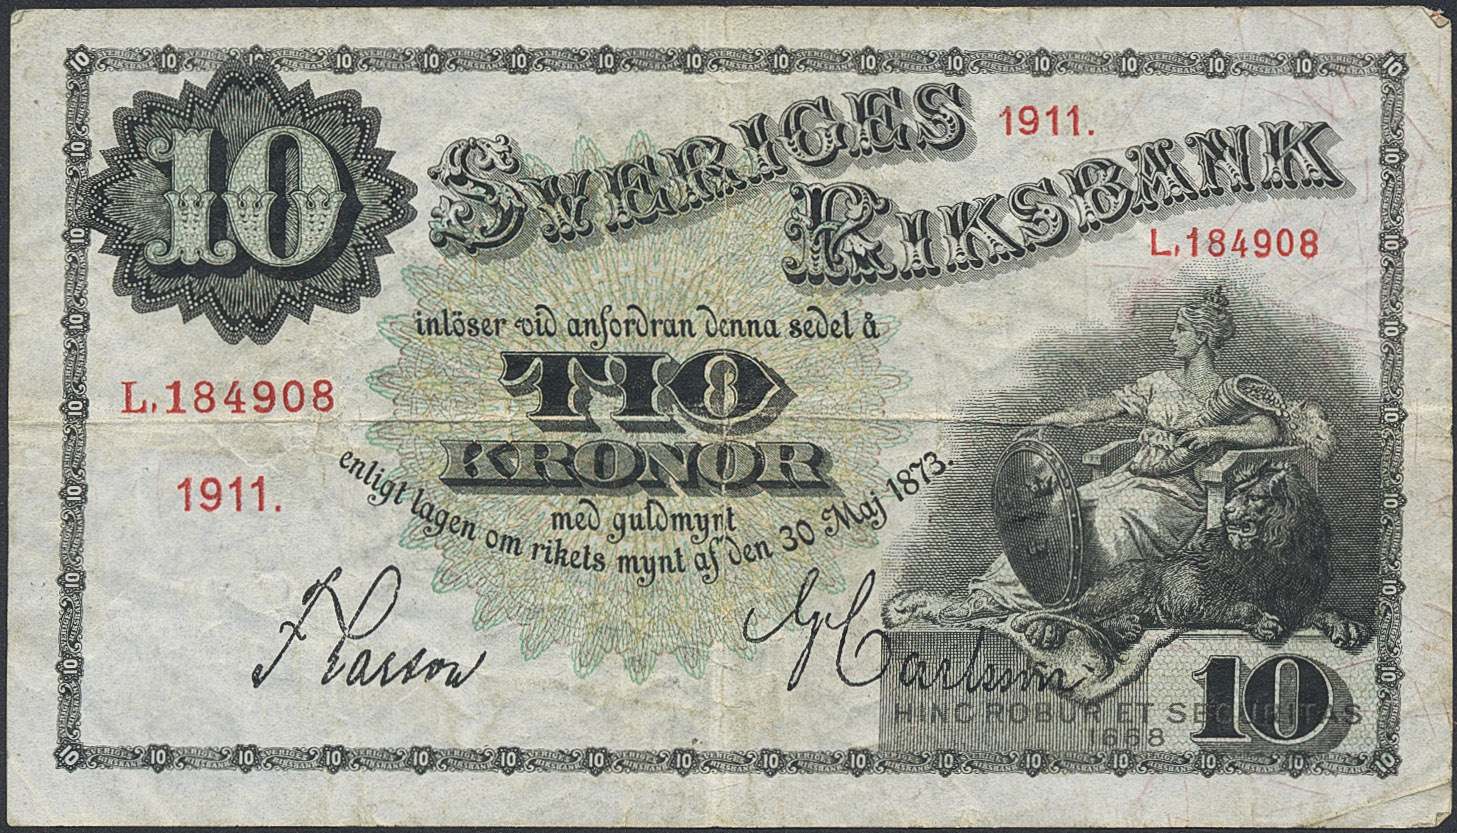 10
SVERIGES
1911.
RIKSBANK
L,184908
inlöser vid anfordran denna sedel å
TIO
L,184908
KRONOR
1911.
med guldmynt
enligt lagen om rikets mynt af den 30 Maj 1873.
Carlsson
10
HINC ROBUR ET SECURITAS
1668